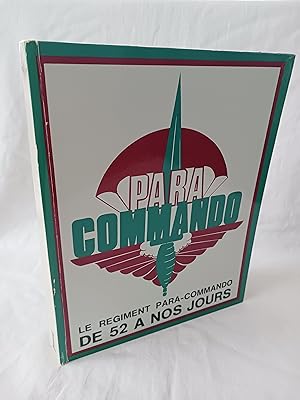 PARA
COMMANDO
LE REGIMENT PARA-COMMANDO
DE 52 A NOS JOURS